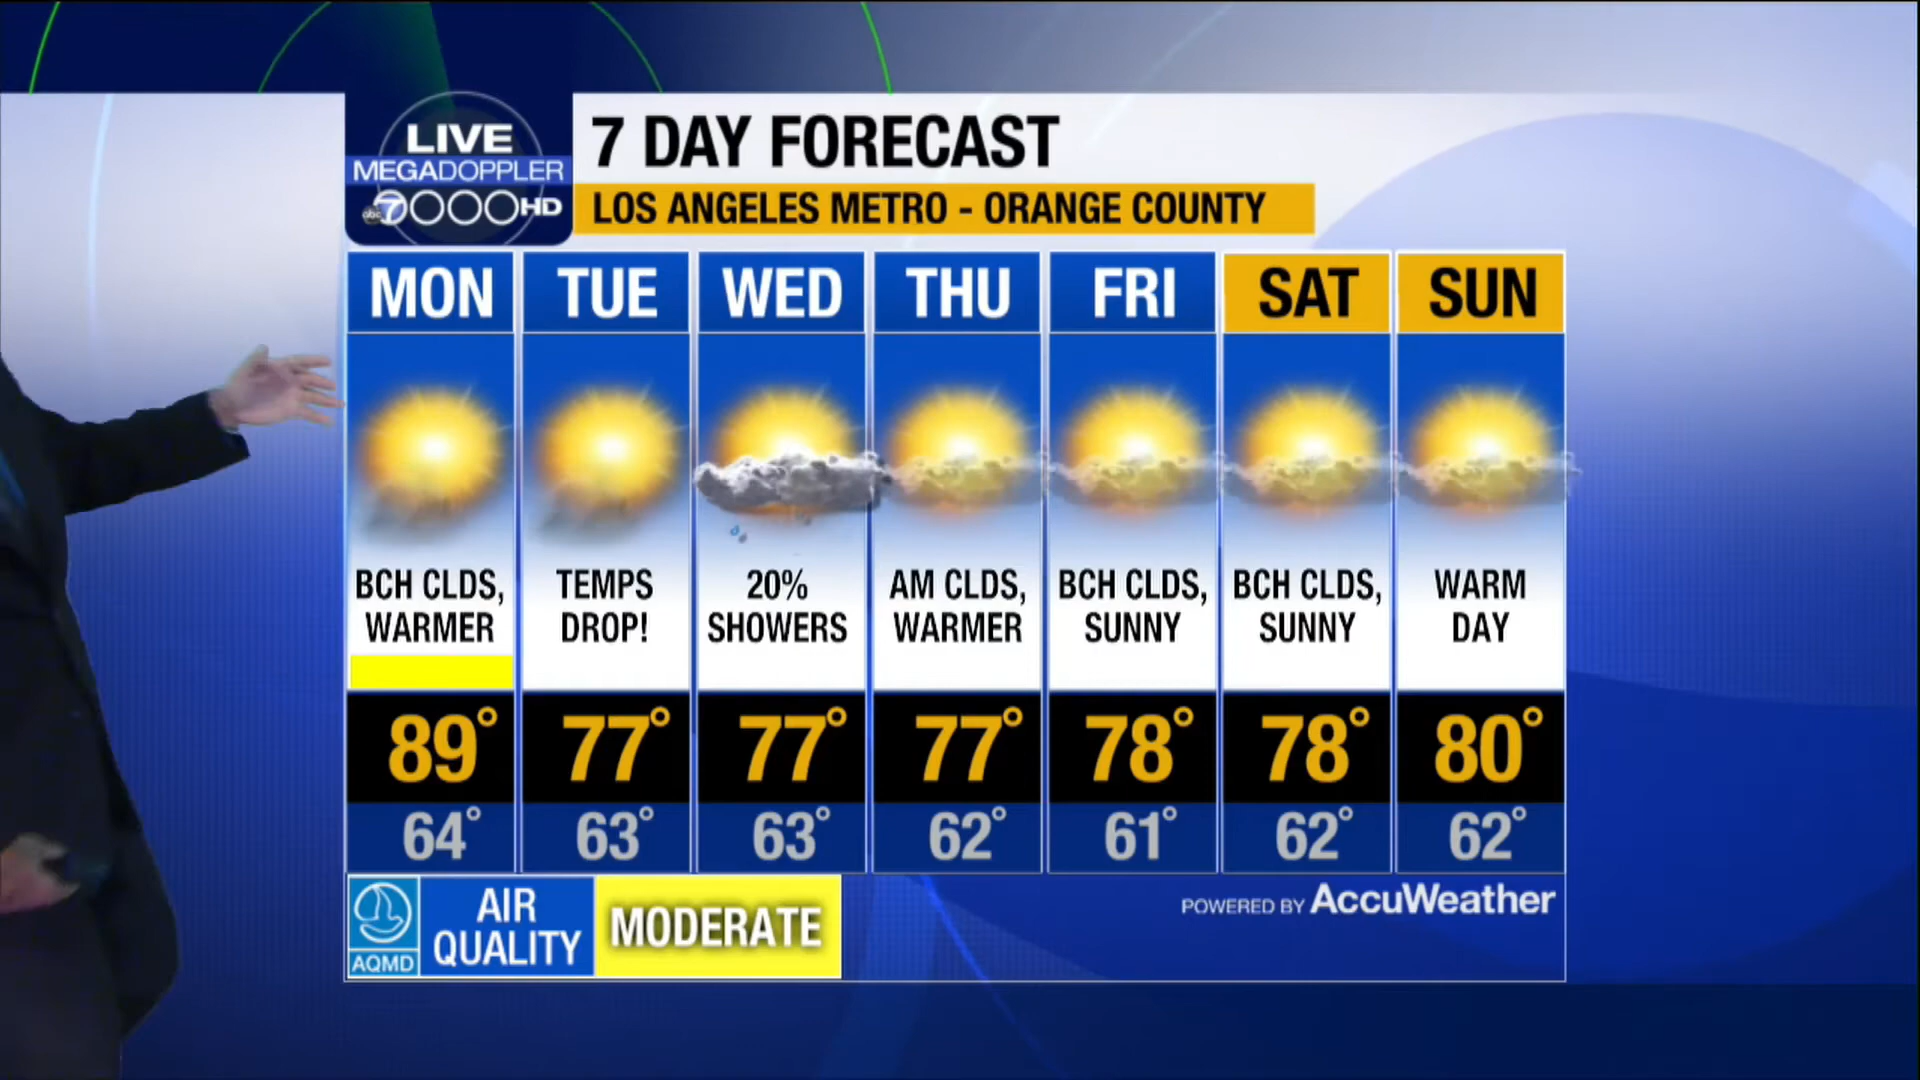 LIVE
MEGADOPPLER
abc 7000HD
7 DAY FORECAST
LOS ANGELES METRO - ORANGE COUNTY
MON TUE WED THU FRI SAT SUN
BCH CLDS, TEMPS 20% AM CLDS, BCH CLDS, BCH CLDS, WARM
WARMER DROP! SHOWERS WARMER SUNNY SUNNY DAY
89° 77° 77° 77° 78° 78° 80°
64° 63° 63° 62° 61° 62° 62°
AQMD
AIR
QUALITY
MODERATE
POWERED BY AccuWeather